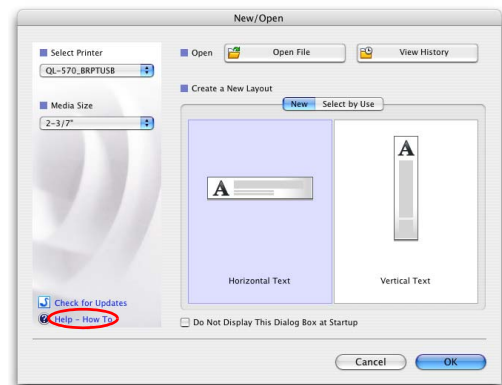 New/Open
Select Printer
QL-570_BRPTUSB
Media Size
2-3/7"
Check for Updates
Help - How To
Open
Open File
View History
Create a New Layout
New
Select by Use
A
Horizontal Text
A
Vertical Text
Do Not Display This Dialog Box at Startup
Cancel
OK